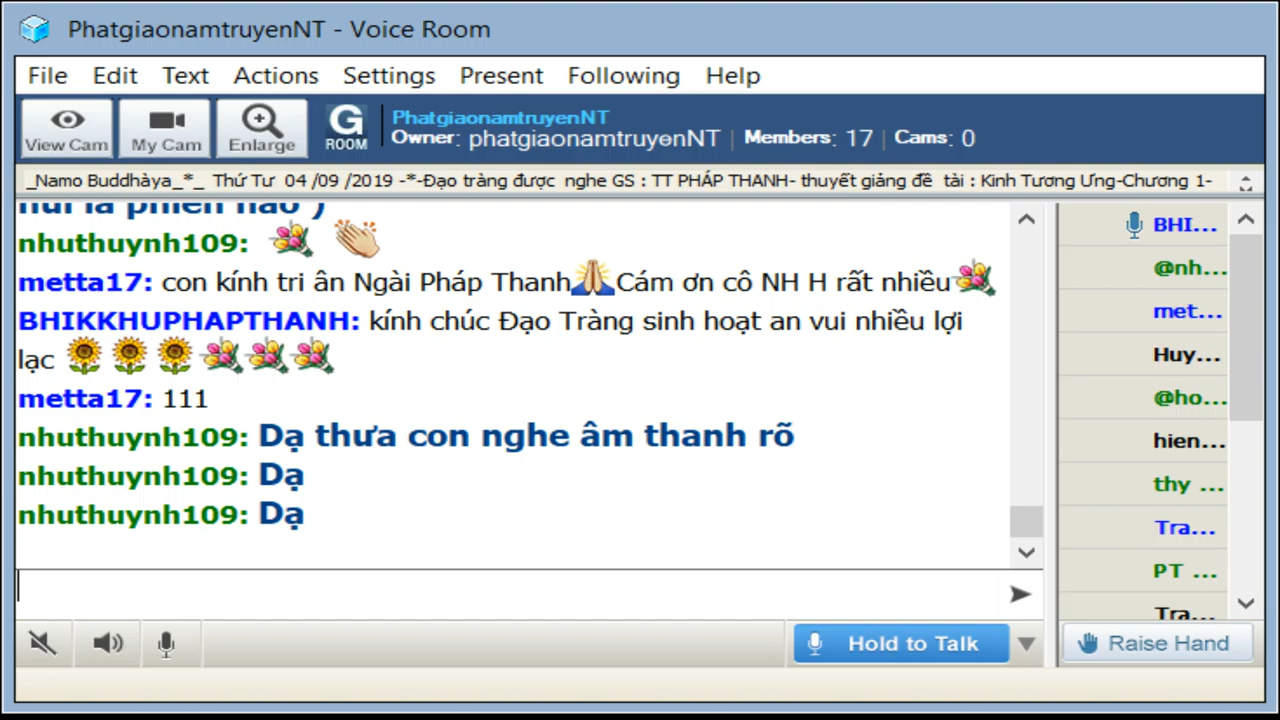 PhatgiaonamtruyenNT - Voice Room
File Edit Text Actions Settings Present Following Help
View Cam My Cam Enlarge G ROOM
PhatgiaonamtruyenNT
Owner: phatgiaonamtruyenNT | Members: 17 | Cams: 0
_Namo Buddhàya_*_ Thứ Tư 04 /09 /2019 -*-Đạo tràng được nghe GS : TT PHÁP THANH- thuyết giảng đề tài : Kinh Tương Ưng-Chương 1-
nhuthuynh109:
metta17: con kính tri ân Ngài Pháp Thanh Cám ơn cô NH H rất nhiều
BHIKKHUPHAPTHANH: kính chúc Đạo Tràng sinh hoạt an vui nhiều lợi
lạc
metta17: 111
nhuthuynh109: Dạ thưa con nghe âm thanh rõ
nhuthuynh109: Dạ
nhuthuynh109: Dạ
BHI...
@nh...
met...
Huy...
@ho...
hien...
thy ...
Tra...
PT ...
Tra...
Hold to Talk
Raise Hand